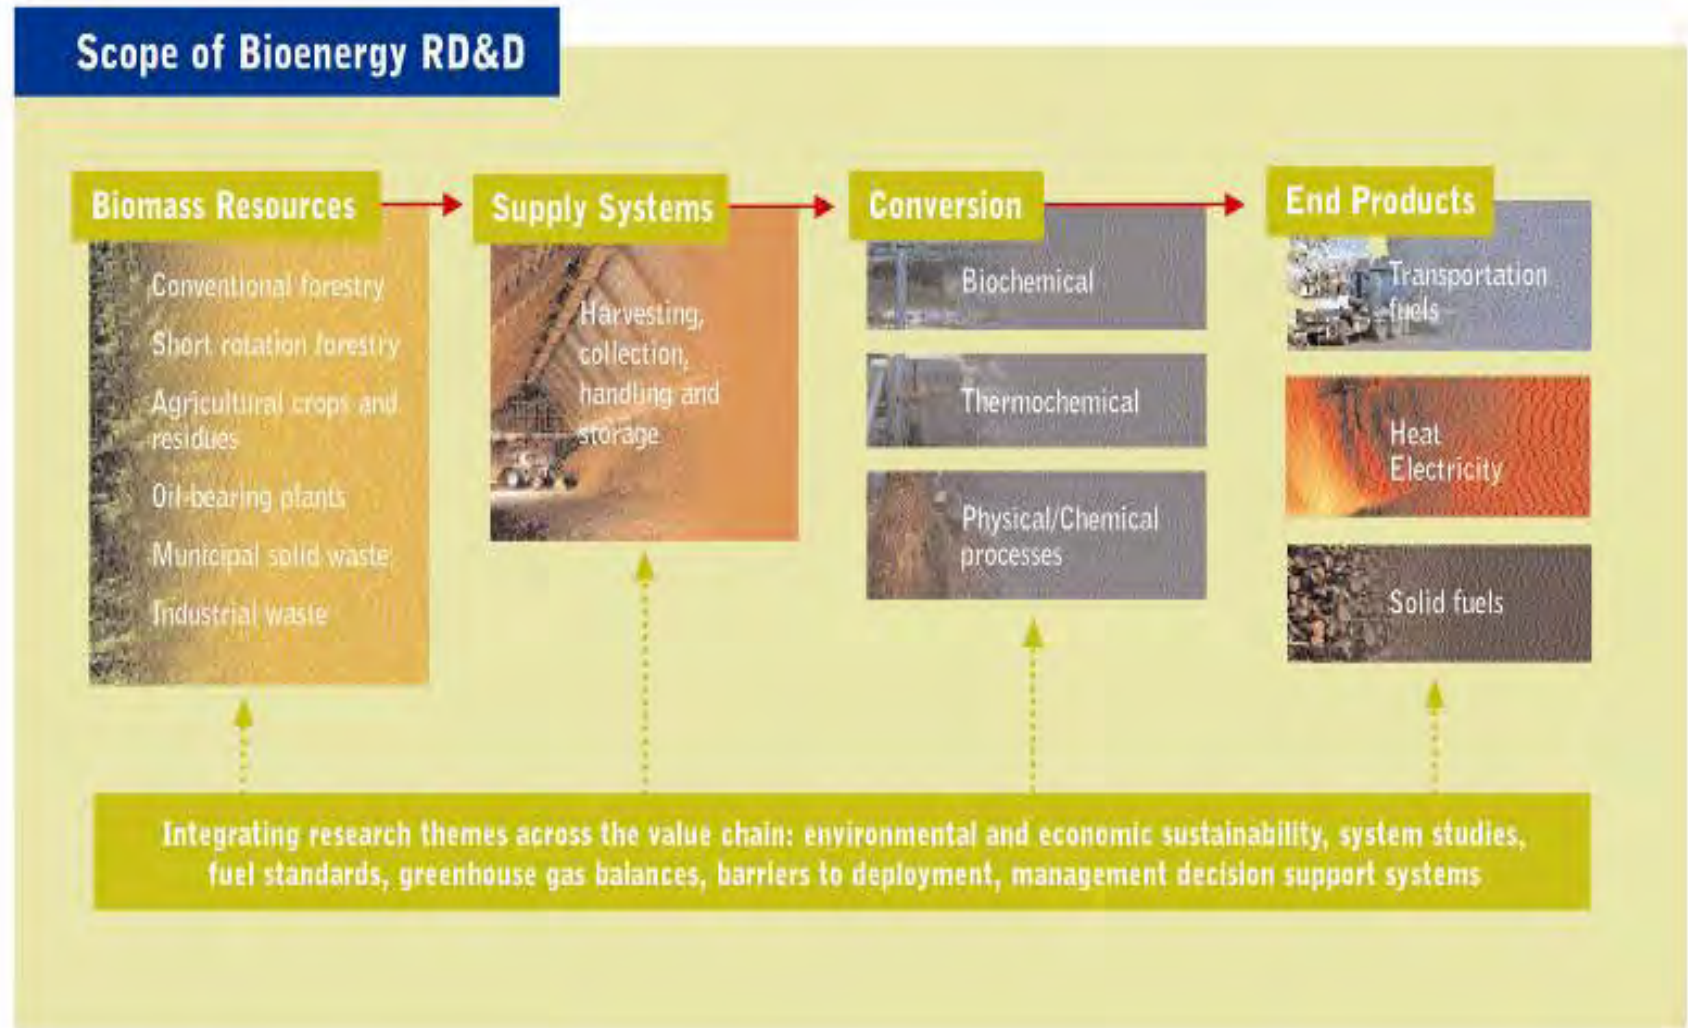 Scope of Bioenergy RD&D
Biomass Resources
Conventional forestry
Short rotation forestry
Agricultural crops and
residues
Oil-bearing plants
Municipal solid waste
Industrial waste
Supply Systems
Harvesting,
collection,
handling and
storage
Conversion
Biochemical
Thermochemical
Physical/Chemical
processes
End Products
Transportation
fuels
Heat
Electricity
Solid fuels
Integrating research themes across the value chain: environmental and economic sustainability, system studies,
fuel standards, greenhouse gas balances, barriers to deployment, management decision support systems